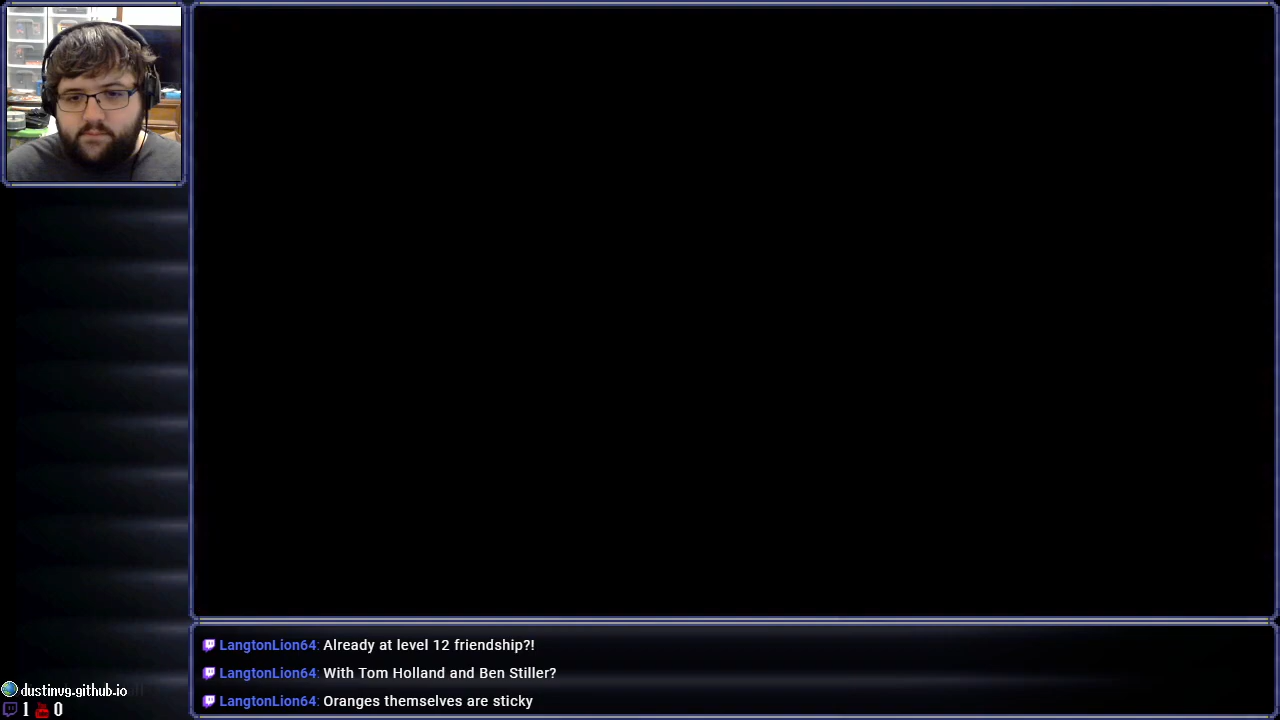 LangtonLion64: Already at level 12 friendship?!
LangtonLion64: With Tom Holland and Ben Stiller?
LangtonLion64: Oranges themselves are sticky
dustinvg.github.io
1 0